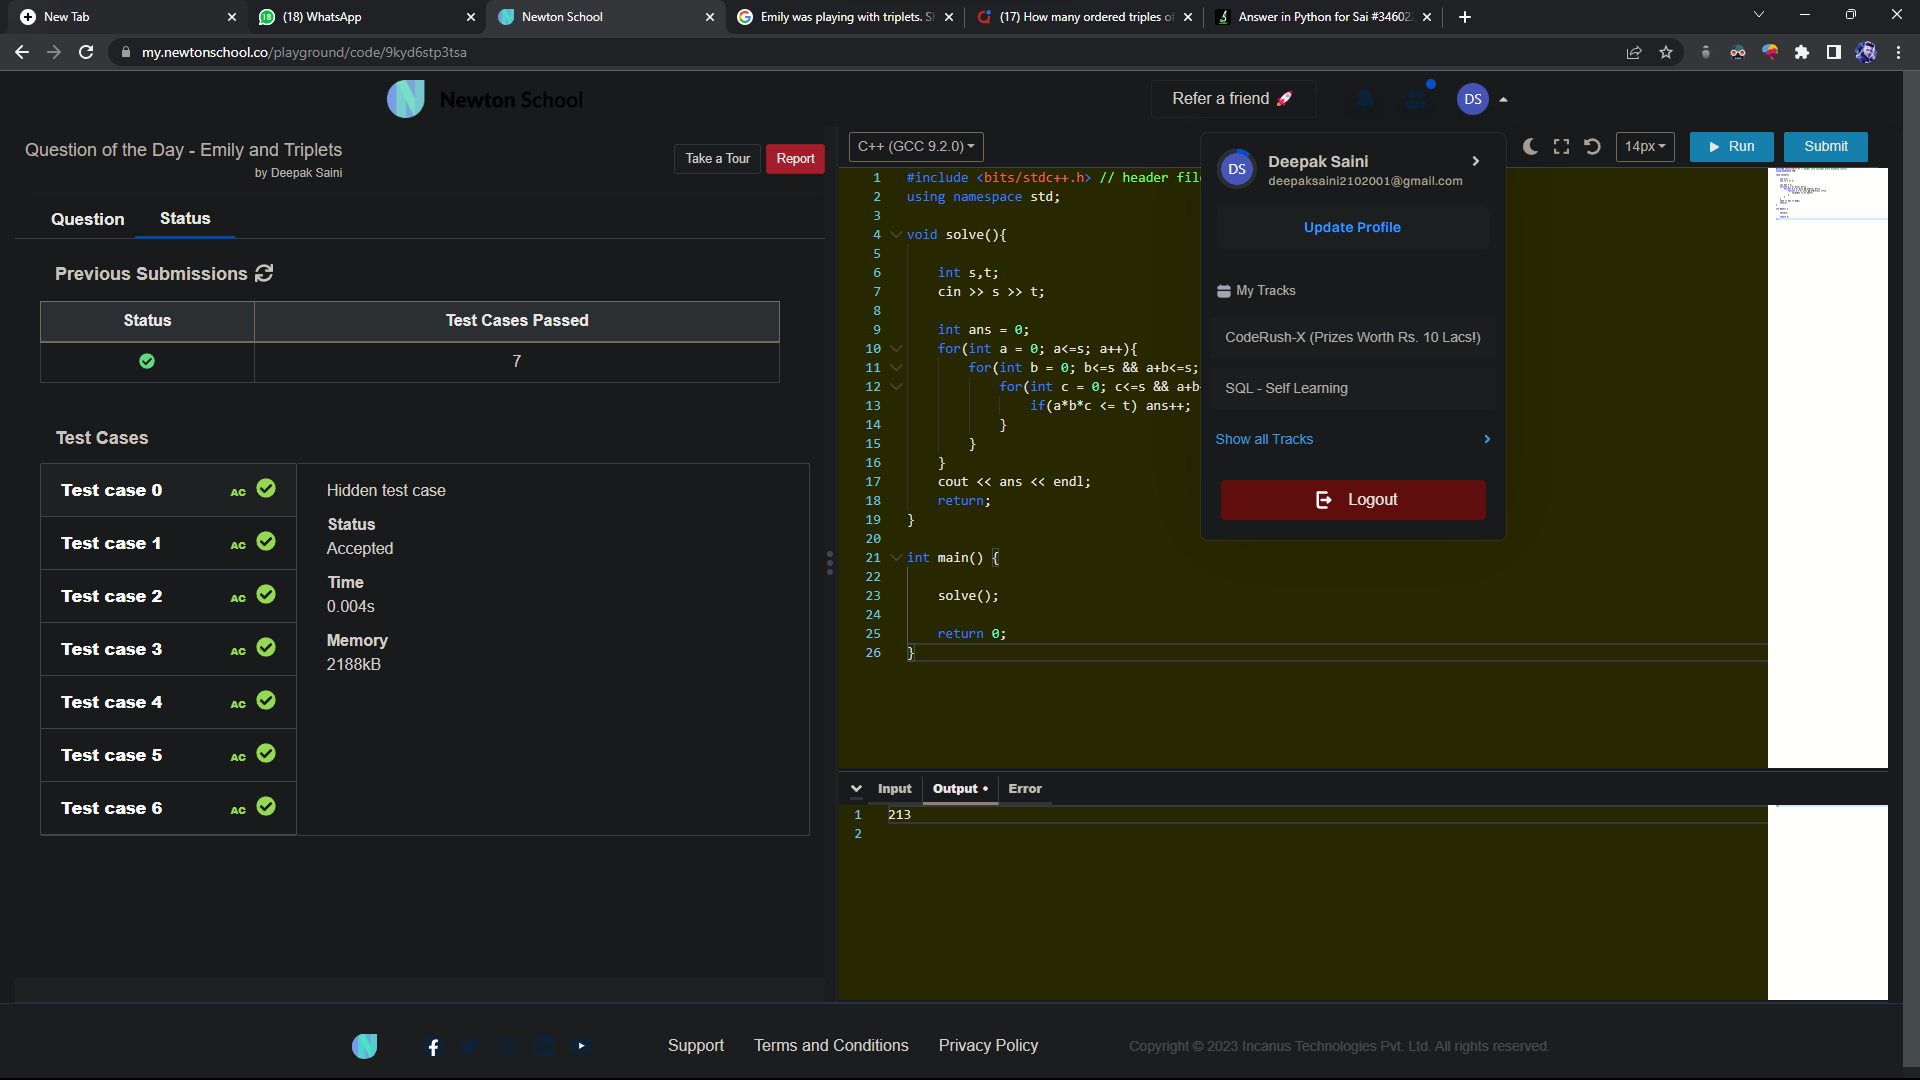 New Tab
(18) WhatsApp
Newton School
Emily was playing with triplets. S
(17) How many ordered triples o
Answer in Python for Sai #34602
my.newtonschool.co/playground/code/9kyd6stp3tsa
Newton School
Refer a friend 🚀
DS
Question of the Day - Emily and Triplets
by Deepak Saini
Take a Tour
Report
Question
Status
Previous Submissions
Status
Test Cases Passed
7
Test Cases
Test case 0 AC
Test case 1 AC
Test case 2 AC
Test case 3 AC
Test case 4 AC
Test case 5 AC
Test case 6 AC
Hidden test case
Status
Accepted
Time
0.004s
Memory
2188kB
C++ (GCC 9.2.0)
14px
Run
Submit
1 #include <bits/stdc++.h> // header fil
2 using namespace std;
3
4 void solve(){
5
6 int s,t;
7 cin >> s >> t;
8
9 int ans = 0;
10 for(int a = 0; a<=s; a++){
11 for(int b = 0; b<=s && a+b<=s;
12 for(int c = 0; c<=s && a+b
13 if(a*b*c <= t) ans++;
14 }
15 }
16 }
17 cout << ans << endl;
18 return;
19 }
20
21 int main() {
22
23 solve();
24
25 return 0;
26 }
DS
Deepak Saini
deepaksaini2102001@gmail.com
Update Profile
My Tracks
CodeRush-X (Prizes Worth Rs. 10 Lacs!)
SQL - Self Learning
Show all Tracks
Logout
Input
Output •
Error
1 213
2
Support
Terms and Conditions
Privacy Policy
Copyright © 2023 Incanus Technologies Pvt. Ltd. All rights reserved.